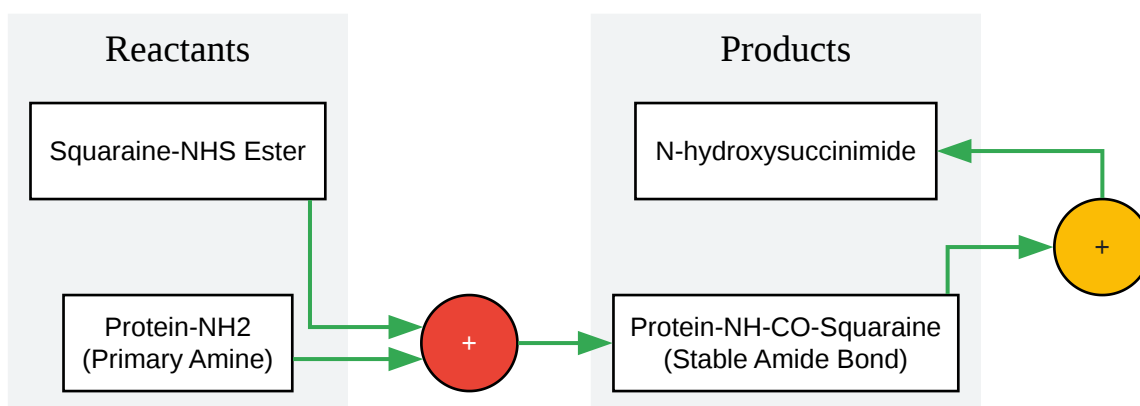 Reactants
Products
Squaraine-NHS Ester
N-hydroxysuccinimide
+
Protein-NH2
(Primary Amine)
+
Protein-NH-CO-Squaraine
(Stable Amide Bond)